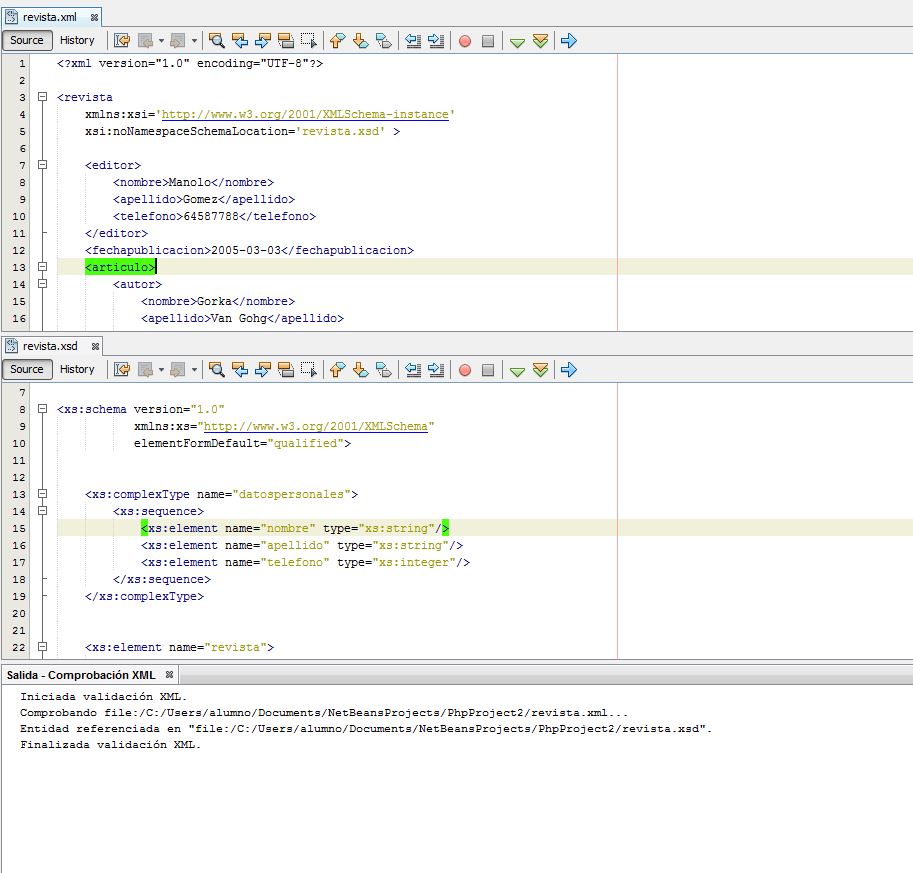 revista.xml
Source History
1 <?xml version="1.0" encoding="UTF-8"?>
2
3 <revista
4 xmlns:xsi='http://www.w3.org/2001/XMLSchema-instance'
5 xsi:noNamespaceSchemaLocation='revista.xsd' >
6
7 <editor>
8 <nombre>Manolo</nombre>
9 <apellido>Gomez</apellido>
10 <telefono>64587788</telefono>
11 </editor>
12 <fechapublicacion>2005-03-03</fechapublicacion>
13 <articulo>
14 <autor>
15 <nombre>Gorka</nombre>
16 <apellido>Van Gohg</apellido>
revista.xsd
Source History
7
8 <xs:schema version="1.0"
9 xmlns:xs="http://www.w3.org/2001/XMLSchema"
10 elementFormDefault="qualified">
11
12
13 <xs:complexType name="datospersonales">
14 <xs:sequence>
15 <xs:element name="nombre" type="xs:string"/>
16 <xs:element name="apellido" type="xs:string"/>
17 <xs:element name="telefono" type="xs:integer"/>
18 </xs:sequence>
19 </xs:complexType>
20
21
22 <xs:element name="revista">
Salida - Comprobación XML
Iniciada validación XML.
Comprobando file:/C:/Users/alumno/Documents/NetBeansProjects/PhpProject2/revista.xml...
Entidad referenciada en "file:/C:/Users/alumno/Documents/NetBeansProjects/PhpProject2/revista.xsd".
Finalizada validación XML.